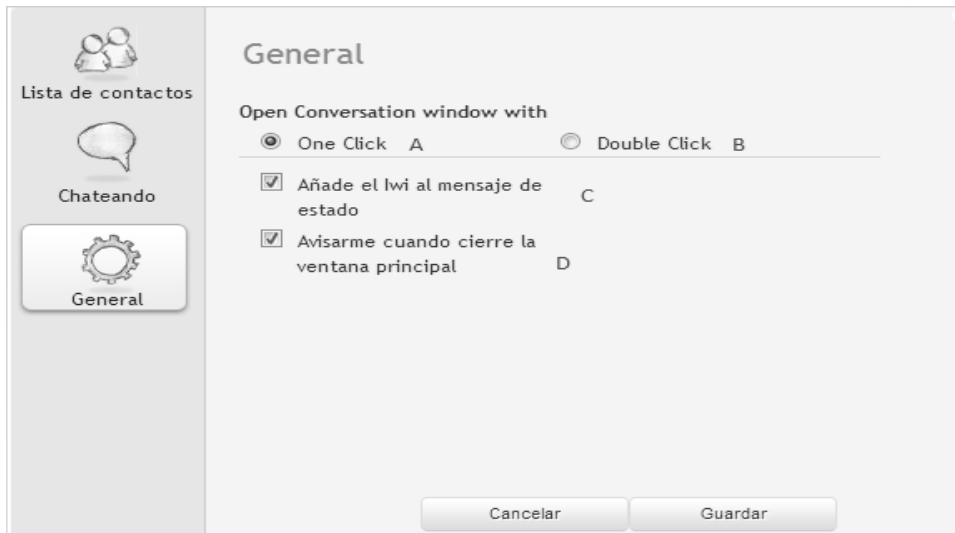 Lista de contactos
Chateando
General
General
Open Conversation window with
One Click A Double Click B
Añade el Iwi al mensaje de
estado
C
Avisarme cuando cierre la
ventana principal D
Cancelar Guardar